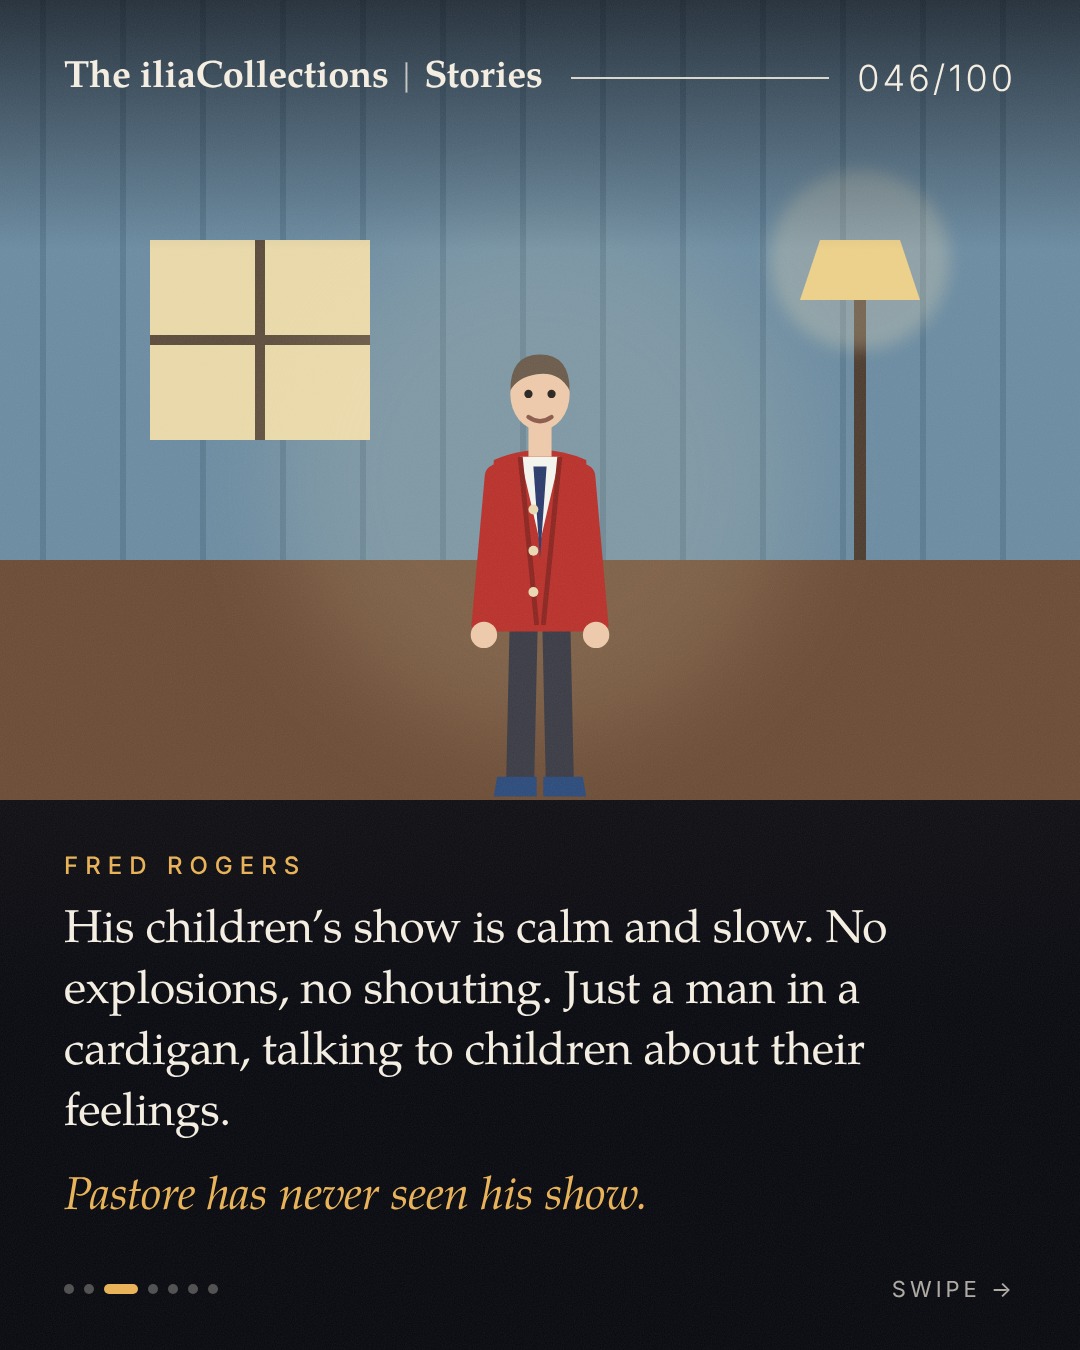 The iliaCollections | Stories 046/100
FRED ROGERS
His children’s show is calm and slow. No
explosions, no shouting. Just a man in a
cardigan, talking to children about their
feelings.
Pastore has never seen his show.
SWIPE →